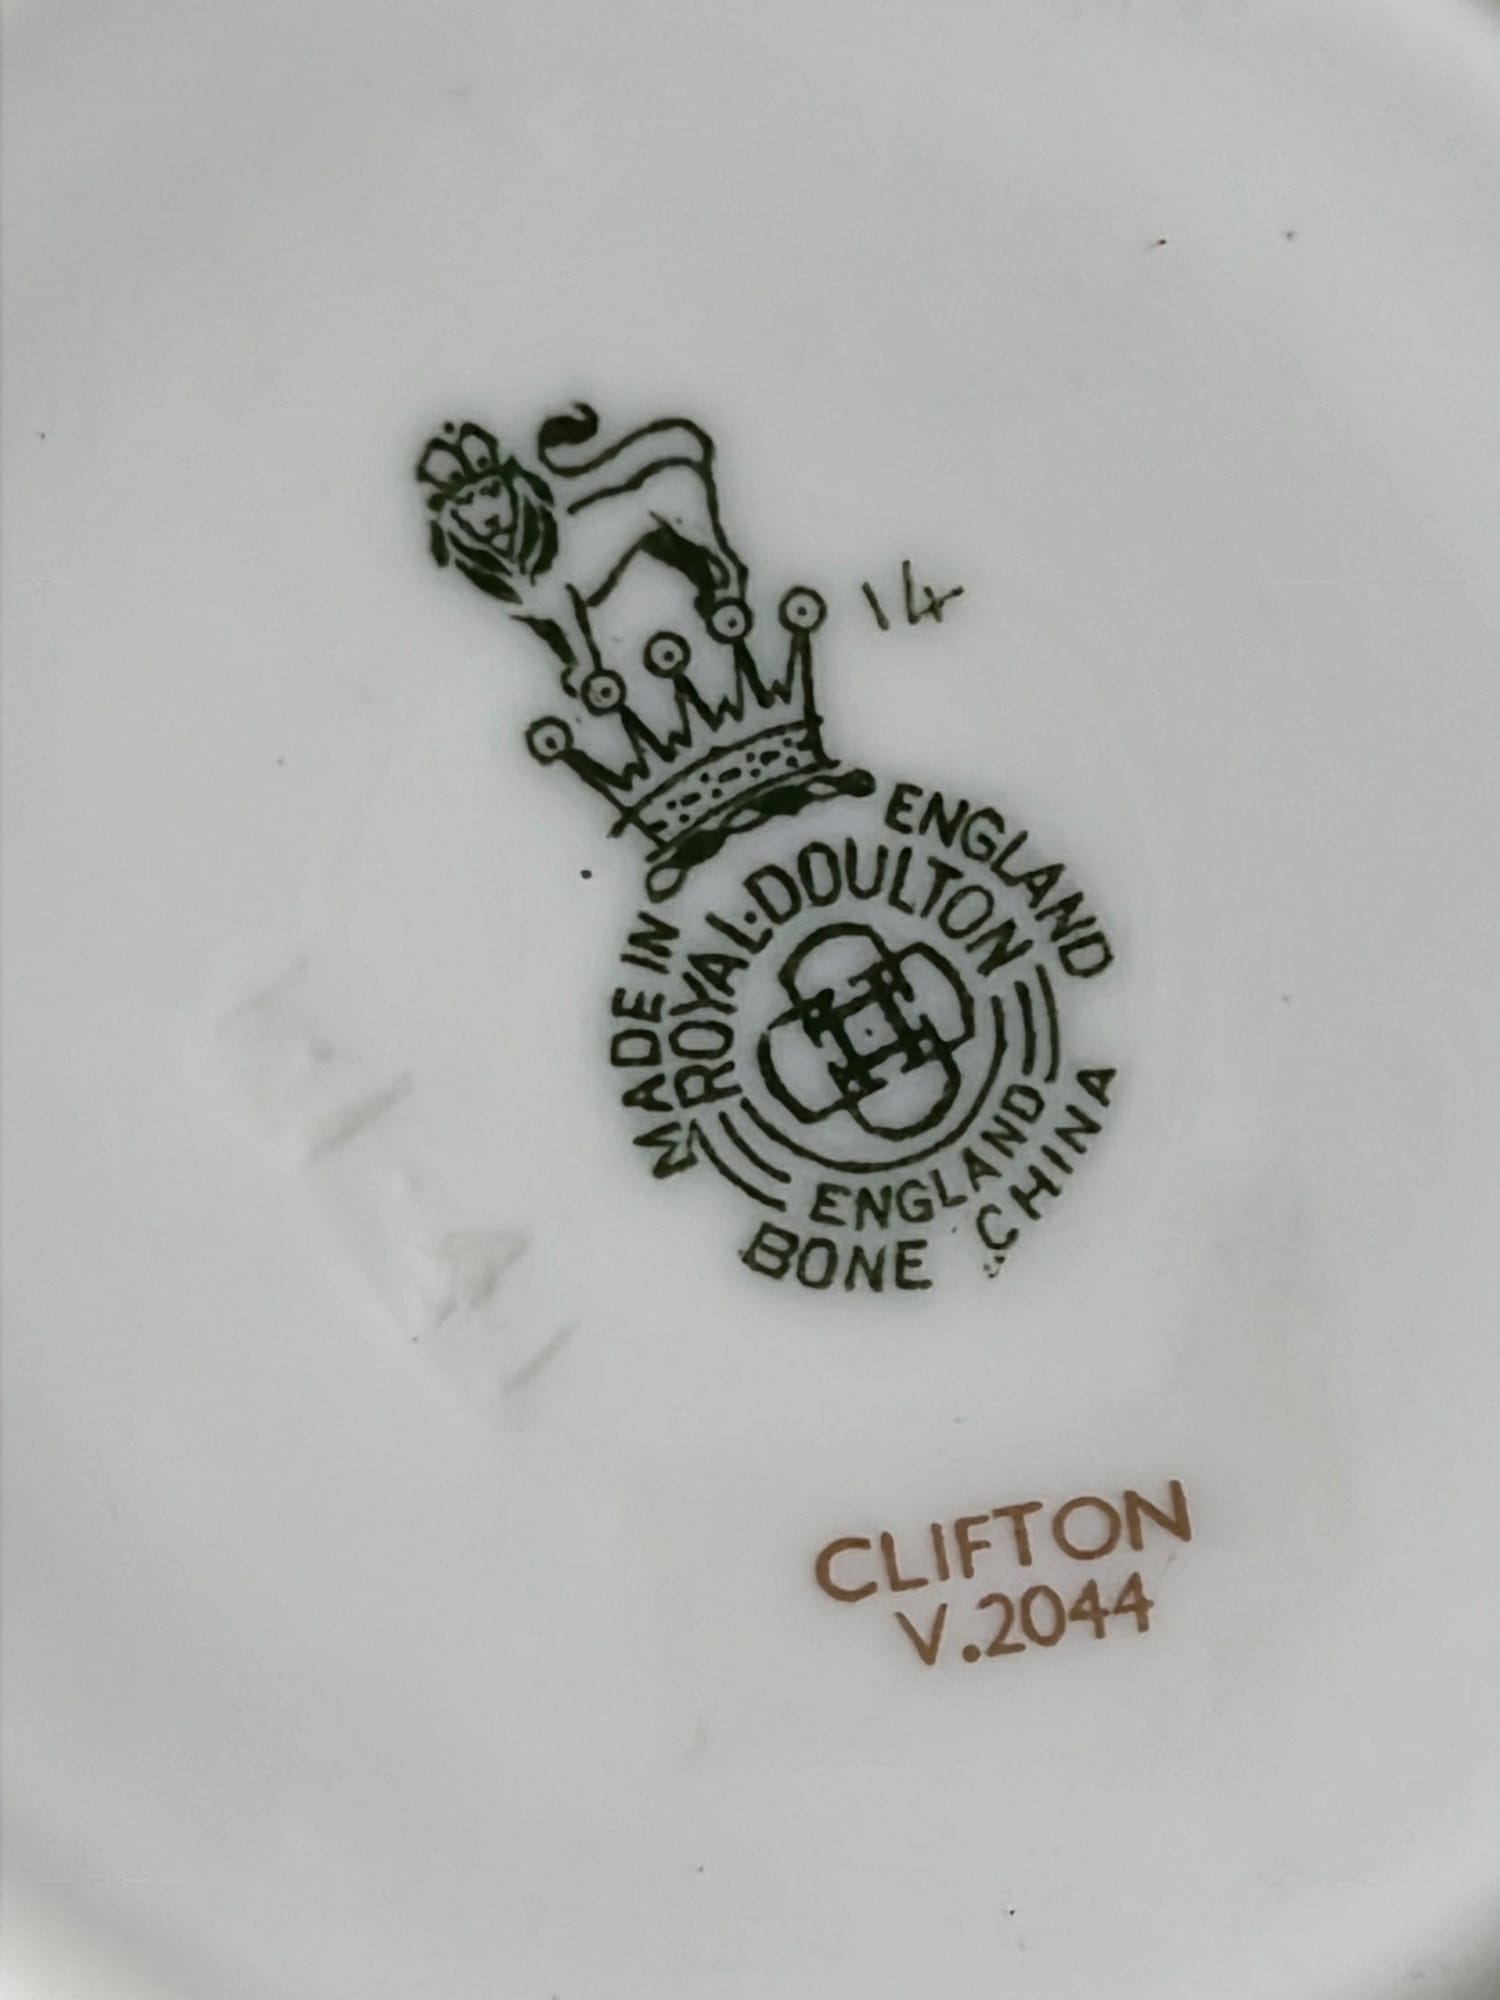 14
MADE IN ENGLAND
ROYAL·DOULTON
ENGLAND
BONE CHINA
CLIFTON
V.2044